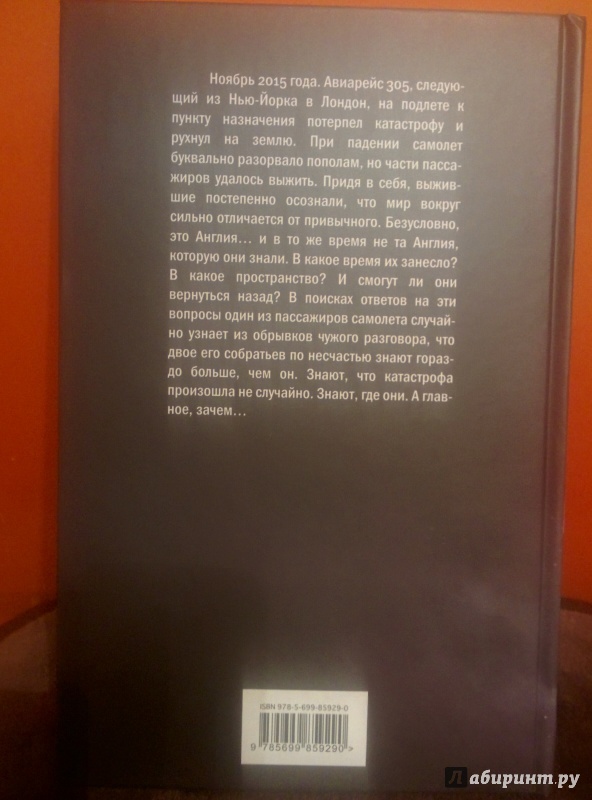 Ноябрь 2015 года. Авиарейс 305, следую-
щий из Нью-Йорка в Лондон, на подлете к
пункту назначения потерпел катастрофу и
рухнул на землю. При падении самолет
буквально разорвало пополам, но части пасса-
жиров удалось выжить. Придя в себя, выжив-
шие постепенно осознали, что мир вокруг
сильно отличается от привычного. Безусловно,
это Англия... и в то же время не та Англия,
которую они знали. В какое время их занесло?
В какое пространство? И смогут ли они
вернуться назад? В поисках ответов на эти
вопросы один из пассажиров самолета случай-
но узнает из обрывков чужого разговора, что
двое его собратьев по несчастью знают гораз-
до больше, чем он. Знают, что катастрофа
произошла не случайно. Знают, где они. А глав-
ное, зачем...
ISBN 978-5-699-85929-0
9 785699 859290 >
Лабиринт.ру